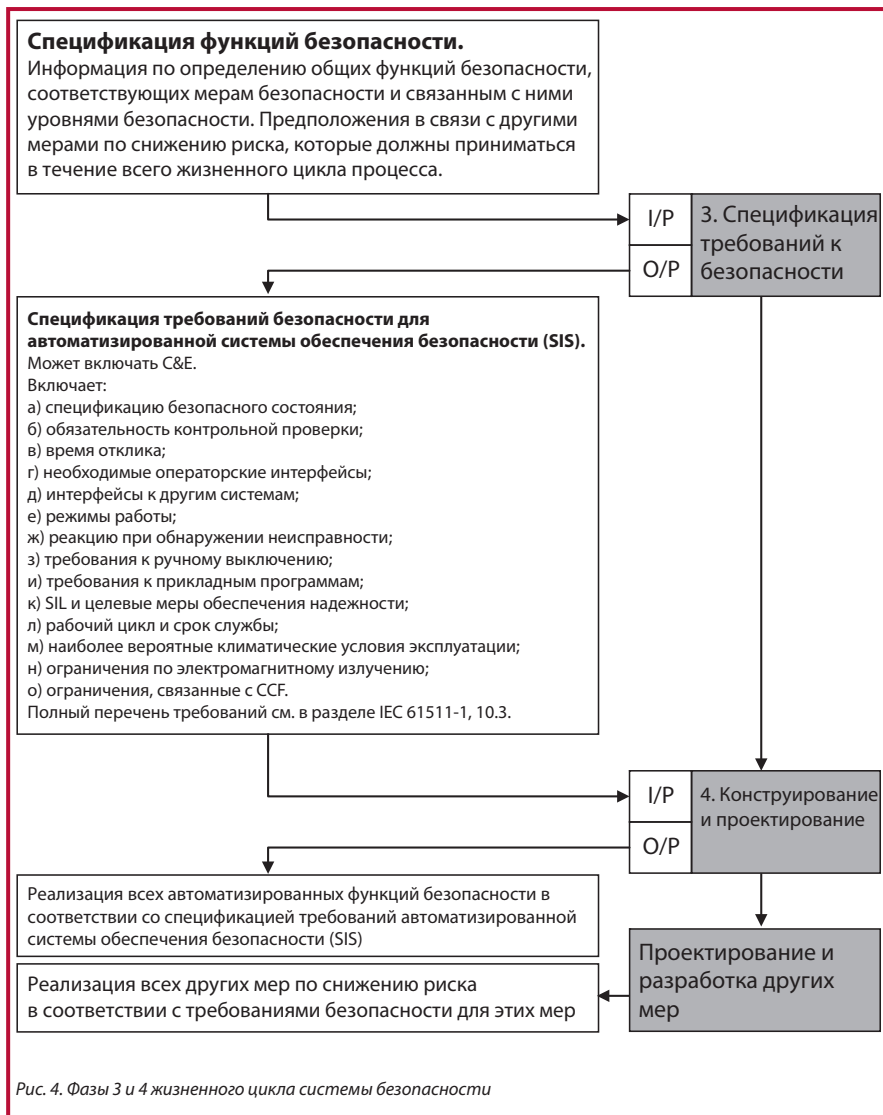 Спецификация функций безопасности.
Информация по определению общих функций безопасности,
соответствующих мерам безопасности и связанным с ними
уровнями безопасности. Предположения в связи с другими
мерами по снижению риска, которые должны приниматься
в течение всего жизненного цикла процесса.
I/P
O/P
3. Спецификация
требований к
безопасности
Спецификация требований безопасности для
автоматизированной системы обеспечения безопасности (SIS).
Может включать C&E.
Включает:
а) спецификацию безопасного состояния;
б) обязательность контрольной проверки;
в) время отклика;
г) необходимые операторские интерфейсы;
д) интерфейсы к другим системам;
е) режимы работы;
ж) реакцию при обнаружении неисправности;
з) требования к ручному выключению;
и) требования к прикладным программам;
к) SIL и целевые меры обеспечения надежности;
л) рабочий цикл и срок службы;
м) наиболее вероятные климатические условия эксплуатации;
н) ограничения по электромагнитному излучению;
о) ограничения, связанные с CCF.
Полный перечень требований см. в разделе IEC 61511-1, 10.3.
I/P
O/P
4. Конструирование
и проектирование
Реализация всех автоматизированных функций безопасности в
соответствии со спецификацией требований автоматизированной
системы обеспечения безопасности (SIS)
Проектирование и
разработка других
мер
Реализация всех других мер по снижению риска
в соответствии с требованиями безопасности для этих мер
Рис. 4. Фазы 3 и 4 жизненного цикла системы безопасности